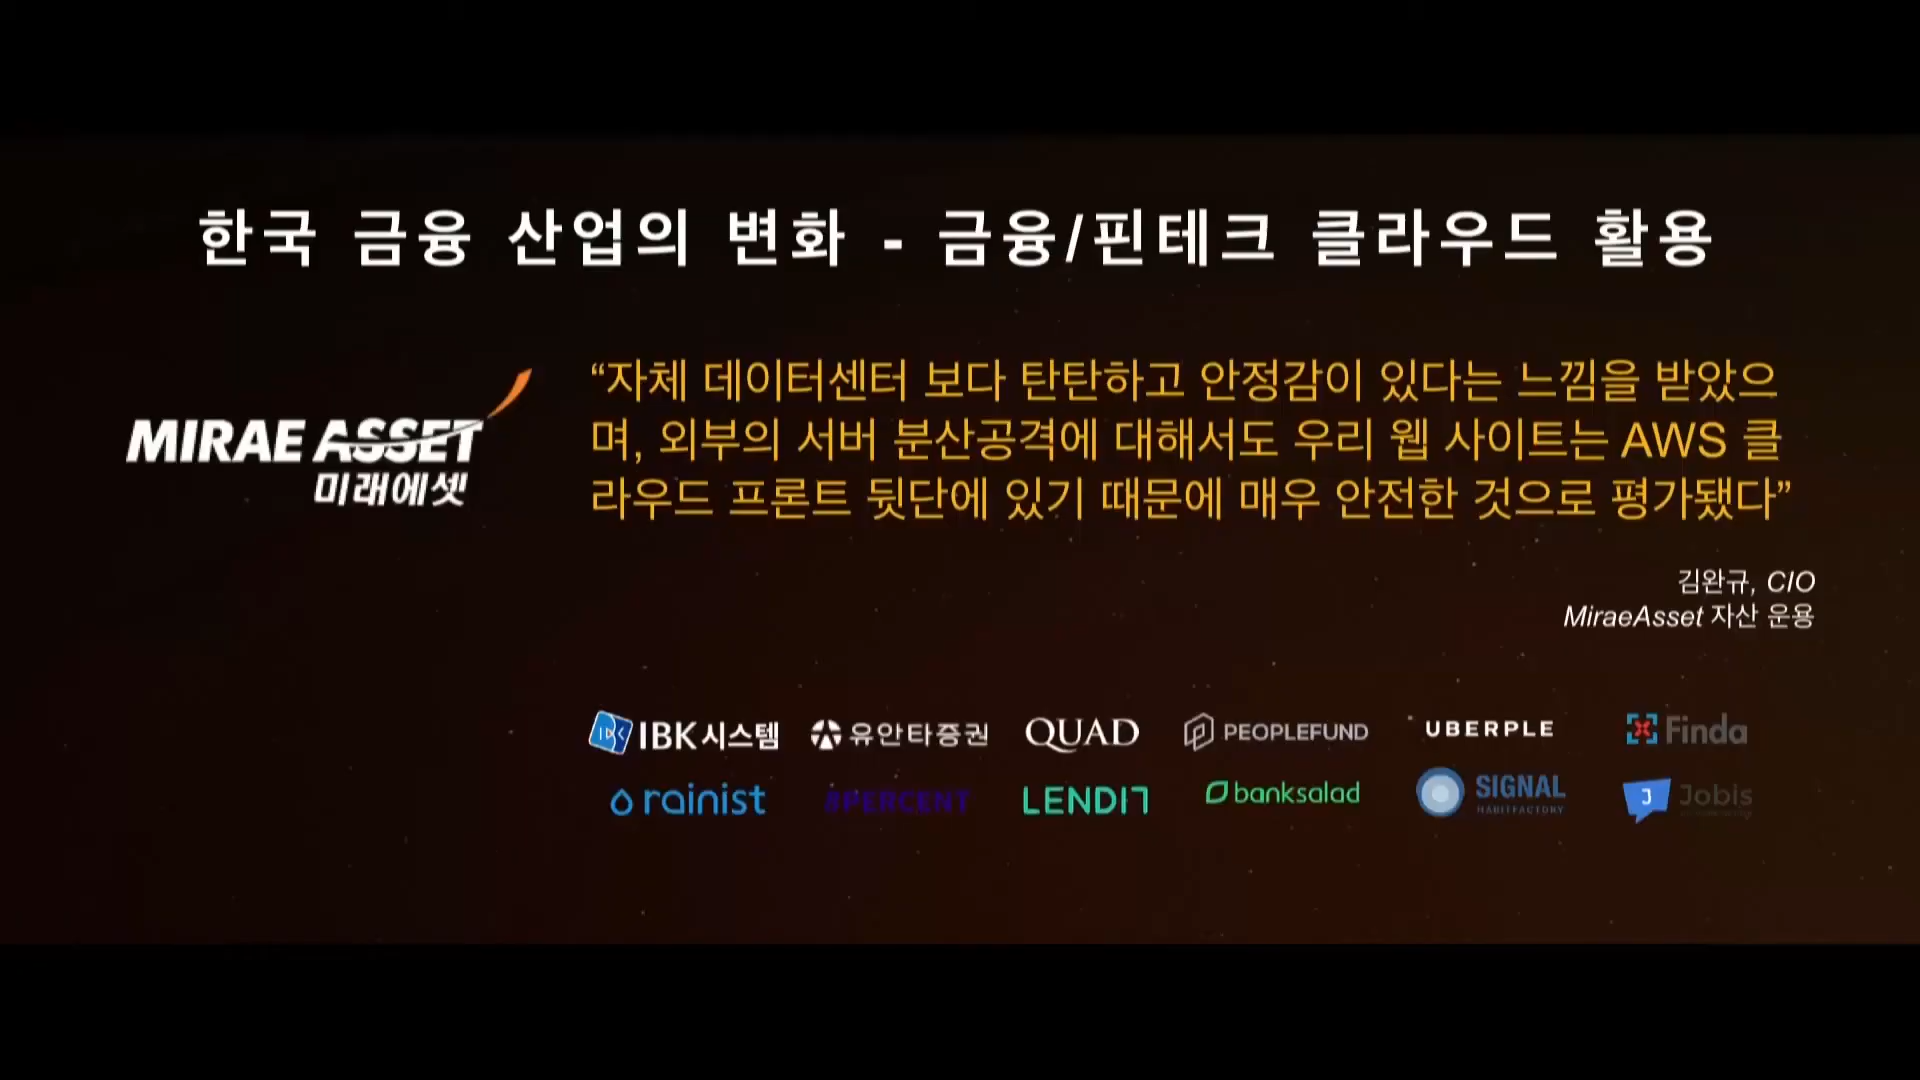 한국 금융 산업의 변화 - 금융/핀테크 클라우드 활용
MIRAE ASSET
미래에셋
“자체 데이터센터 보다 탄탄하고 안정감이 있다는 느낌을 받았으
며, 외부의 서버 분산공격에 대해서도 우리 웹 사이트는 AWS 클
라우드 프론트 뒷단에 있기 때문에 매우 안전한 것으로 평가됐다”
김완규, CIO
MiraeAsset 자산 운용
IBK시스템 유안타증권 QUAD PEOPLEFUND UBERPLE Finda
rainist 8PERCENT LENDIT banksalad SIGNAL Jobis
HABITFACTORY